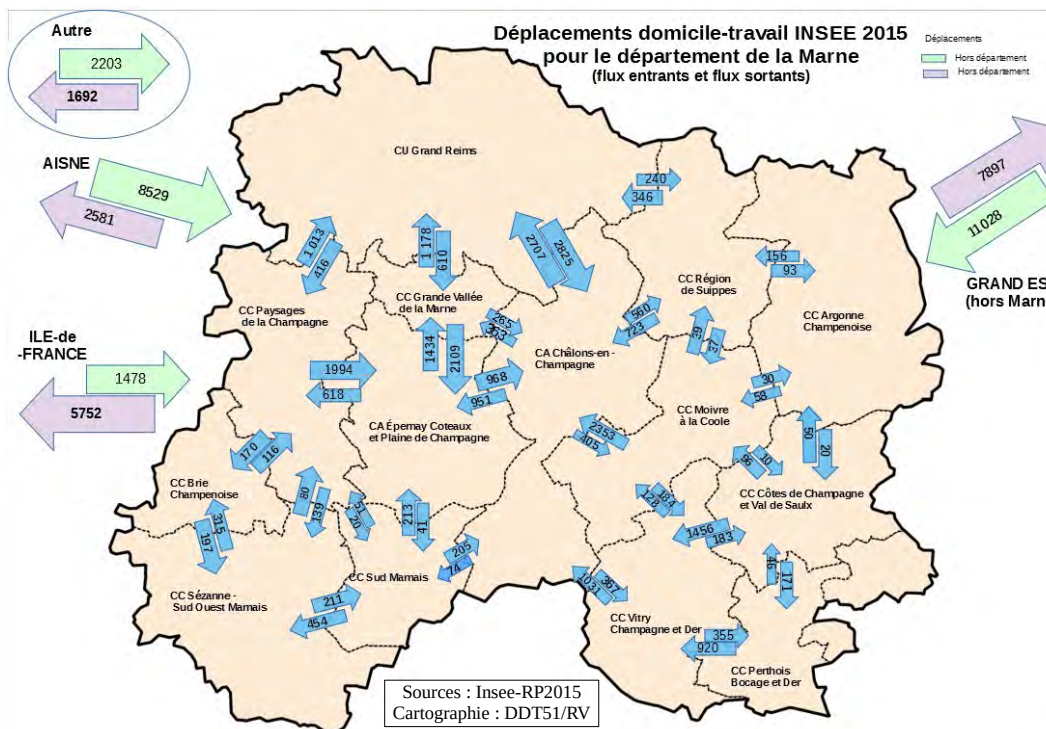 Déplacements domicile-travail INSEE 2015
pour le département de la Marne
(flux entrants et flux sortants)
Déplacements
Hors département
Hors département
Autre
2203
1692
AISNE
8529
2581
ILE-de
-FRANCE
1478
5752
7897
11028
GRAND ES
(hors Marn
CU Grand Reims
240
346
1 013
416
1 178
610
2707
2825
156
93
CC Région
de Suippes
CC Grande Vallée
de la Marne
CC Paysages
de la Champagne
CC Argonne
Champenoise
265
353
560
723
39
37
1434
2109
CA Châlons-en -
Champagne
1994
618
968
951
30
58
CC Moivre
à la Coole
CA Épernay Coteaux
et Plaine de Champagne
2353
405
50
20
170
116
96
10
CC Brie
Champenoise
80
139
51
20
213
41
128
184
CC Côtes de Champagne
et Val de Saulx
315
197
1456
183
205
74
46
171
CC Sud Marnais
CC Sézanne -
Sud Ouest Marnais
211
454
1031
367
CC Vitry
Champagne et Der
355
920
CC Perthois
Bocage et Der
Sources : Insee-RP2015
Cartographie : DDT51/RV